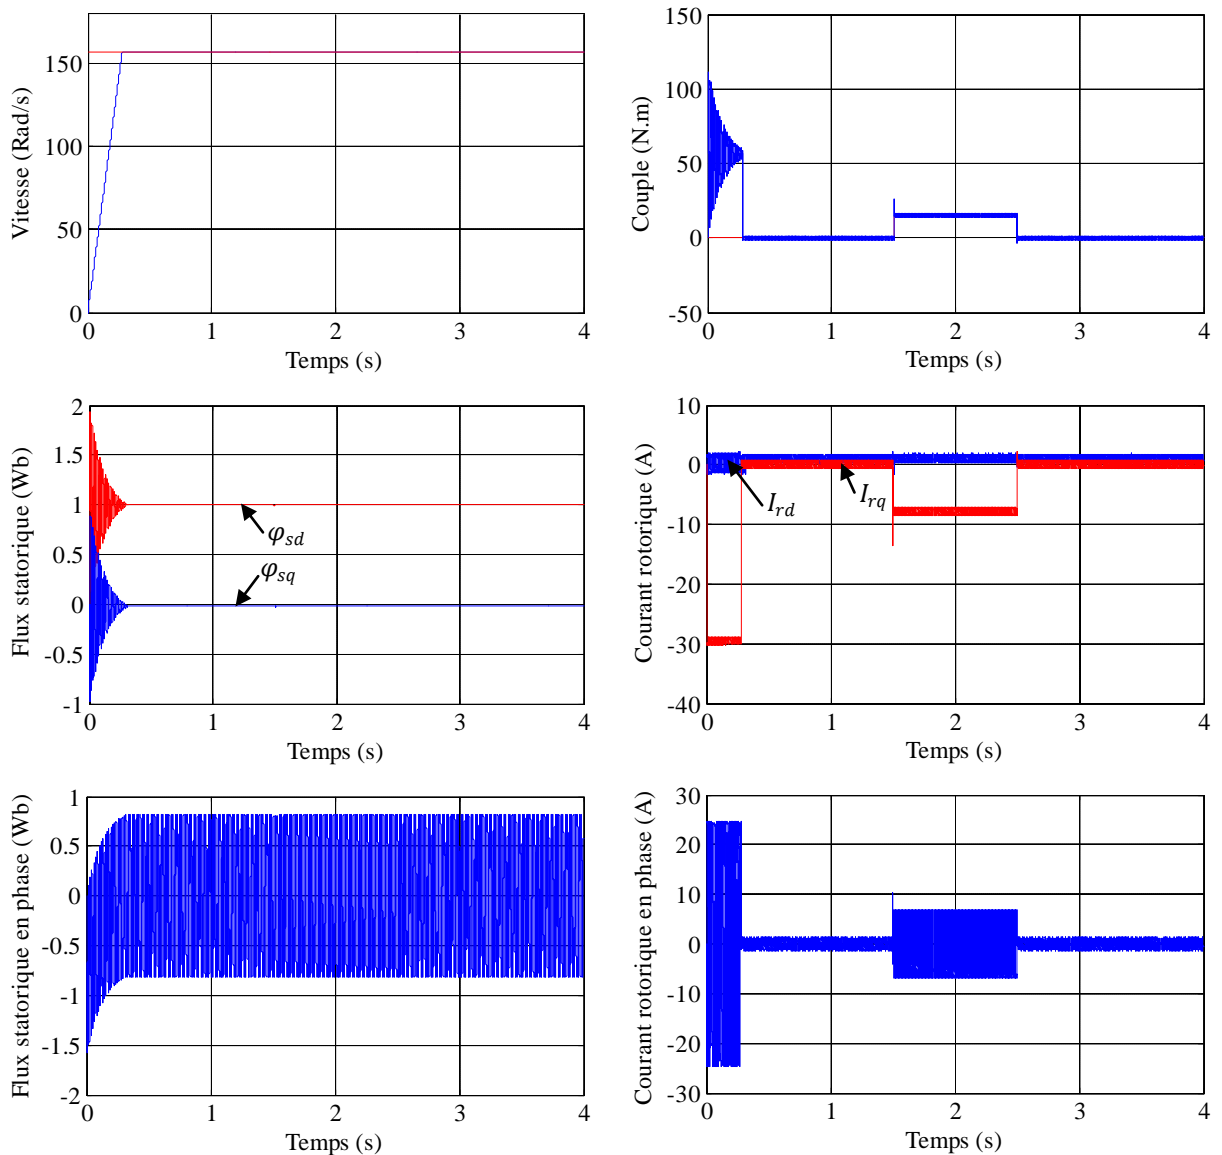 Vitesse (Rad/s)
150
100
50
0
0 1 2 3 4
Temps (s)
Couple (N.m)
150
100
50
0
-50
0 1 2 3 4
Temps (s)
Flux statorique (Wb)
2
1.5
1
0.5
0
-0.5
-1
φsd
φsq
0 1 2 3 4
Temps (s)
Courant rotorique (A)
10
0
-10
-20
-30
-40
Ird
Irq
0 1 2 3 4
Temps (s)
Flux statorique en phase (Wb)
1
0.5
0
-0.5
-1
-1.5
-2
0 1 2 3 4
Temps (s)
Courant rotorique en phase (A)
30
20
10
0
-10
-20
-30
0 1 2 3 4
Temps (s)